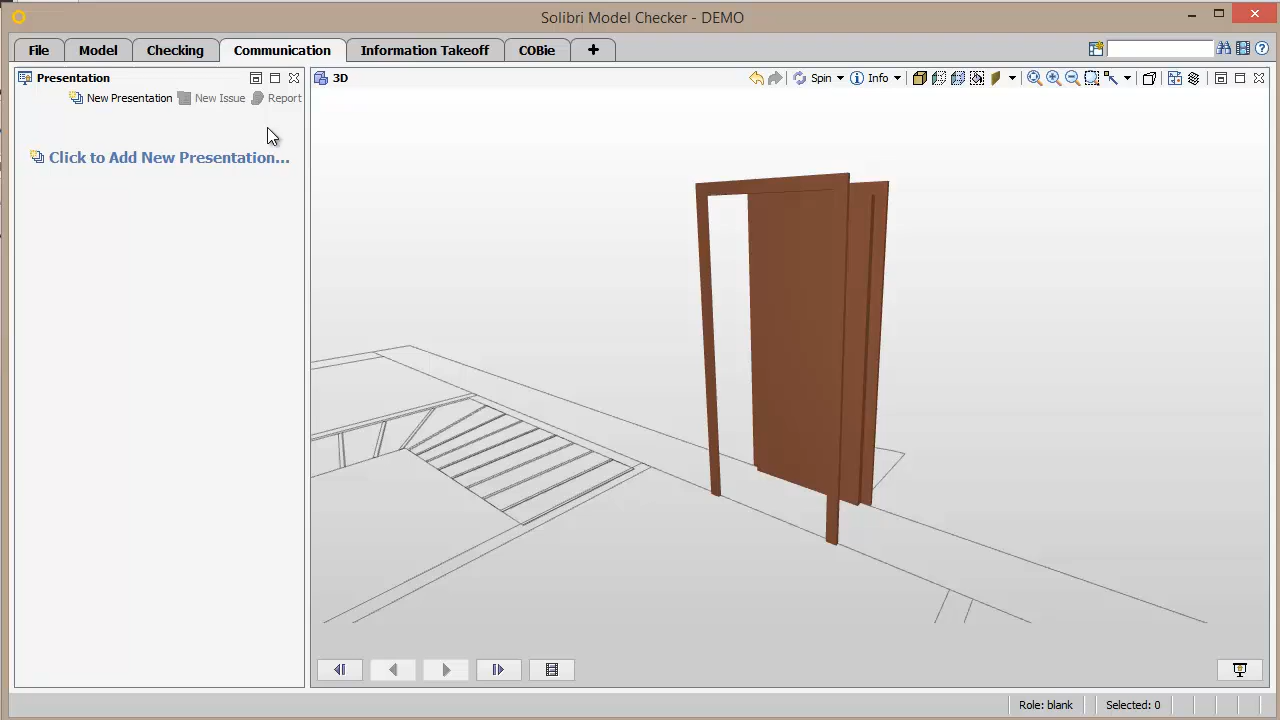 Solibri Model Checker - DEMO
File Model Checking Communication Information Takeoff COBie +
Presentation
3D Spin Info
New Presentation New Issue Report
Click to Add New Presentation...
Role: blank Selected: 0